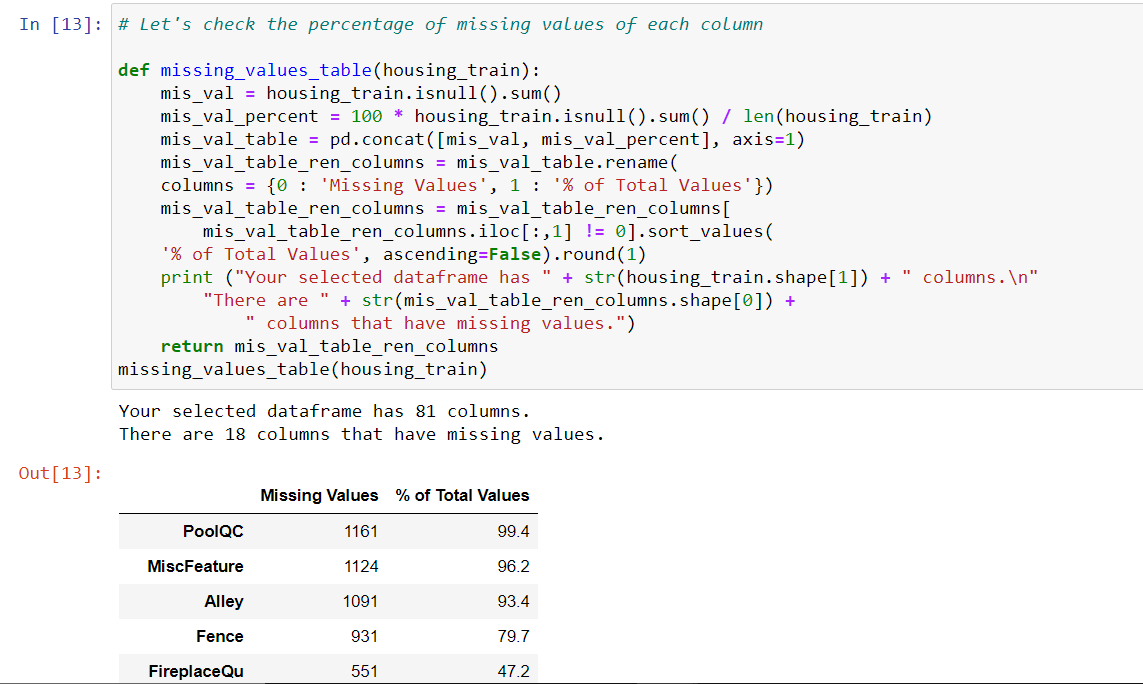 In [13]: # Let's check the percentage of missing values of each column
def missing_values_table(housing_train):
    mis_val = housing_train.isnull().sum()
    mis_val_percent = 100 * housing_train.isnull().sum() / len(housing_train)
    mis_val_table = pd.concat([mis_val, mis_val_percent], axis=1)
    mis_val_table_ren_columns = mis_val_table.rename(
    columns = {0 : 'Missing Values', 1 : '% of Total Values'})
    mis_val_table_ren_columns = mis_val_table_ren_columns[
        mis_val_table_ren_columns.iloc[:,1] != 0].sort_values(
    '% of Total Values', ascending=False).round(1)
    print ("Your selected dataframe has " + str(housing_train.shape[1]) + " columns.\n"
        "There are " + str(mis_val_table_ren_columns.shape[0]) +
            " columns that have missing values.")
    return mis_val_table_ren_columns
missing_values_table(housing_train)
Your selected dataframe has 81 columns.
There are 18 columns that have missing values.
Out[13]:
Missing Values % of Total Values
PoolQC 1161 99.4
MiscFeature 1124 96.2
Alley 1091 93.4
Fence 931 79.7
FireplaceQu 551 47.2